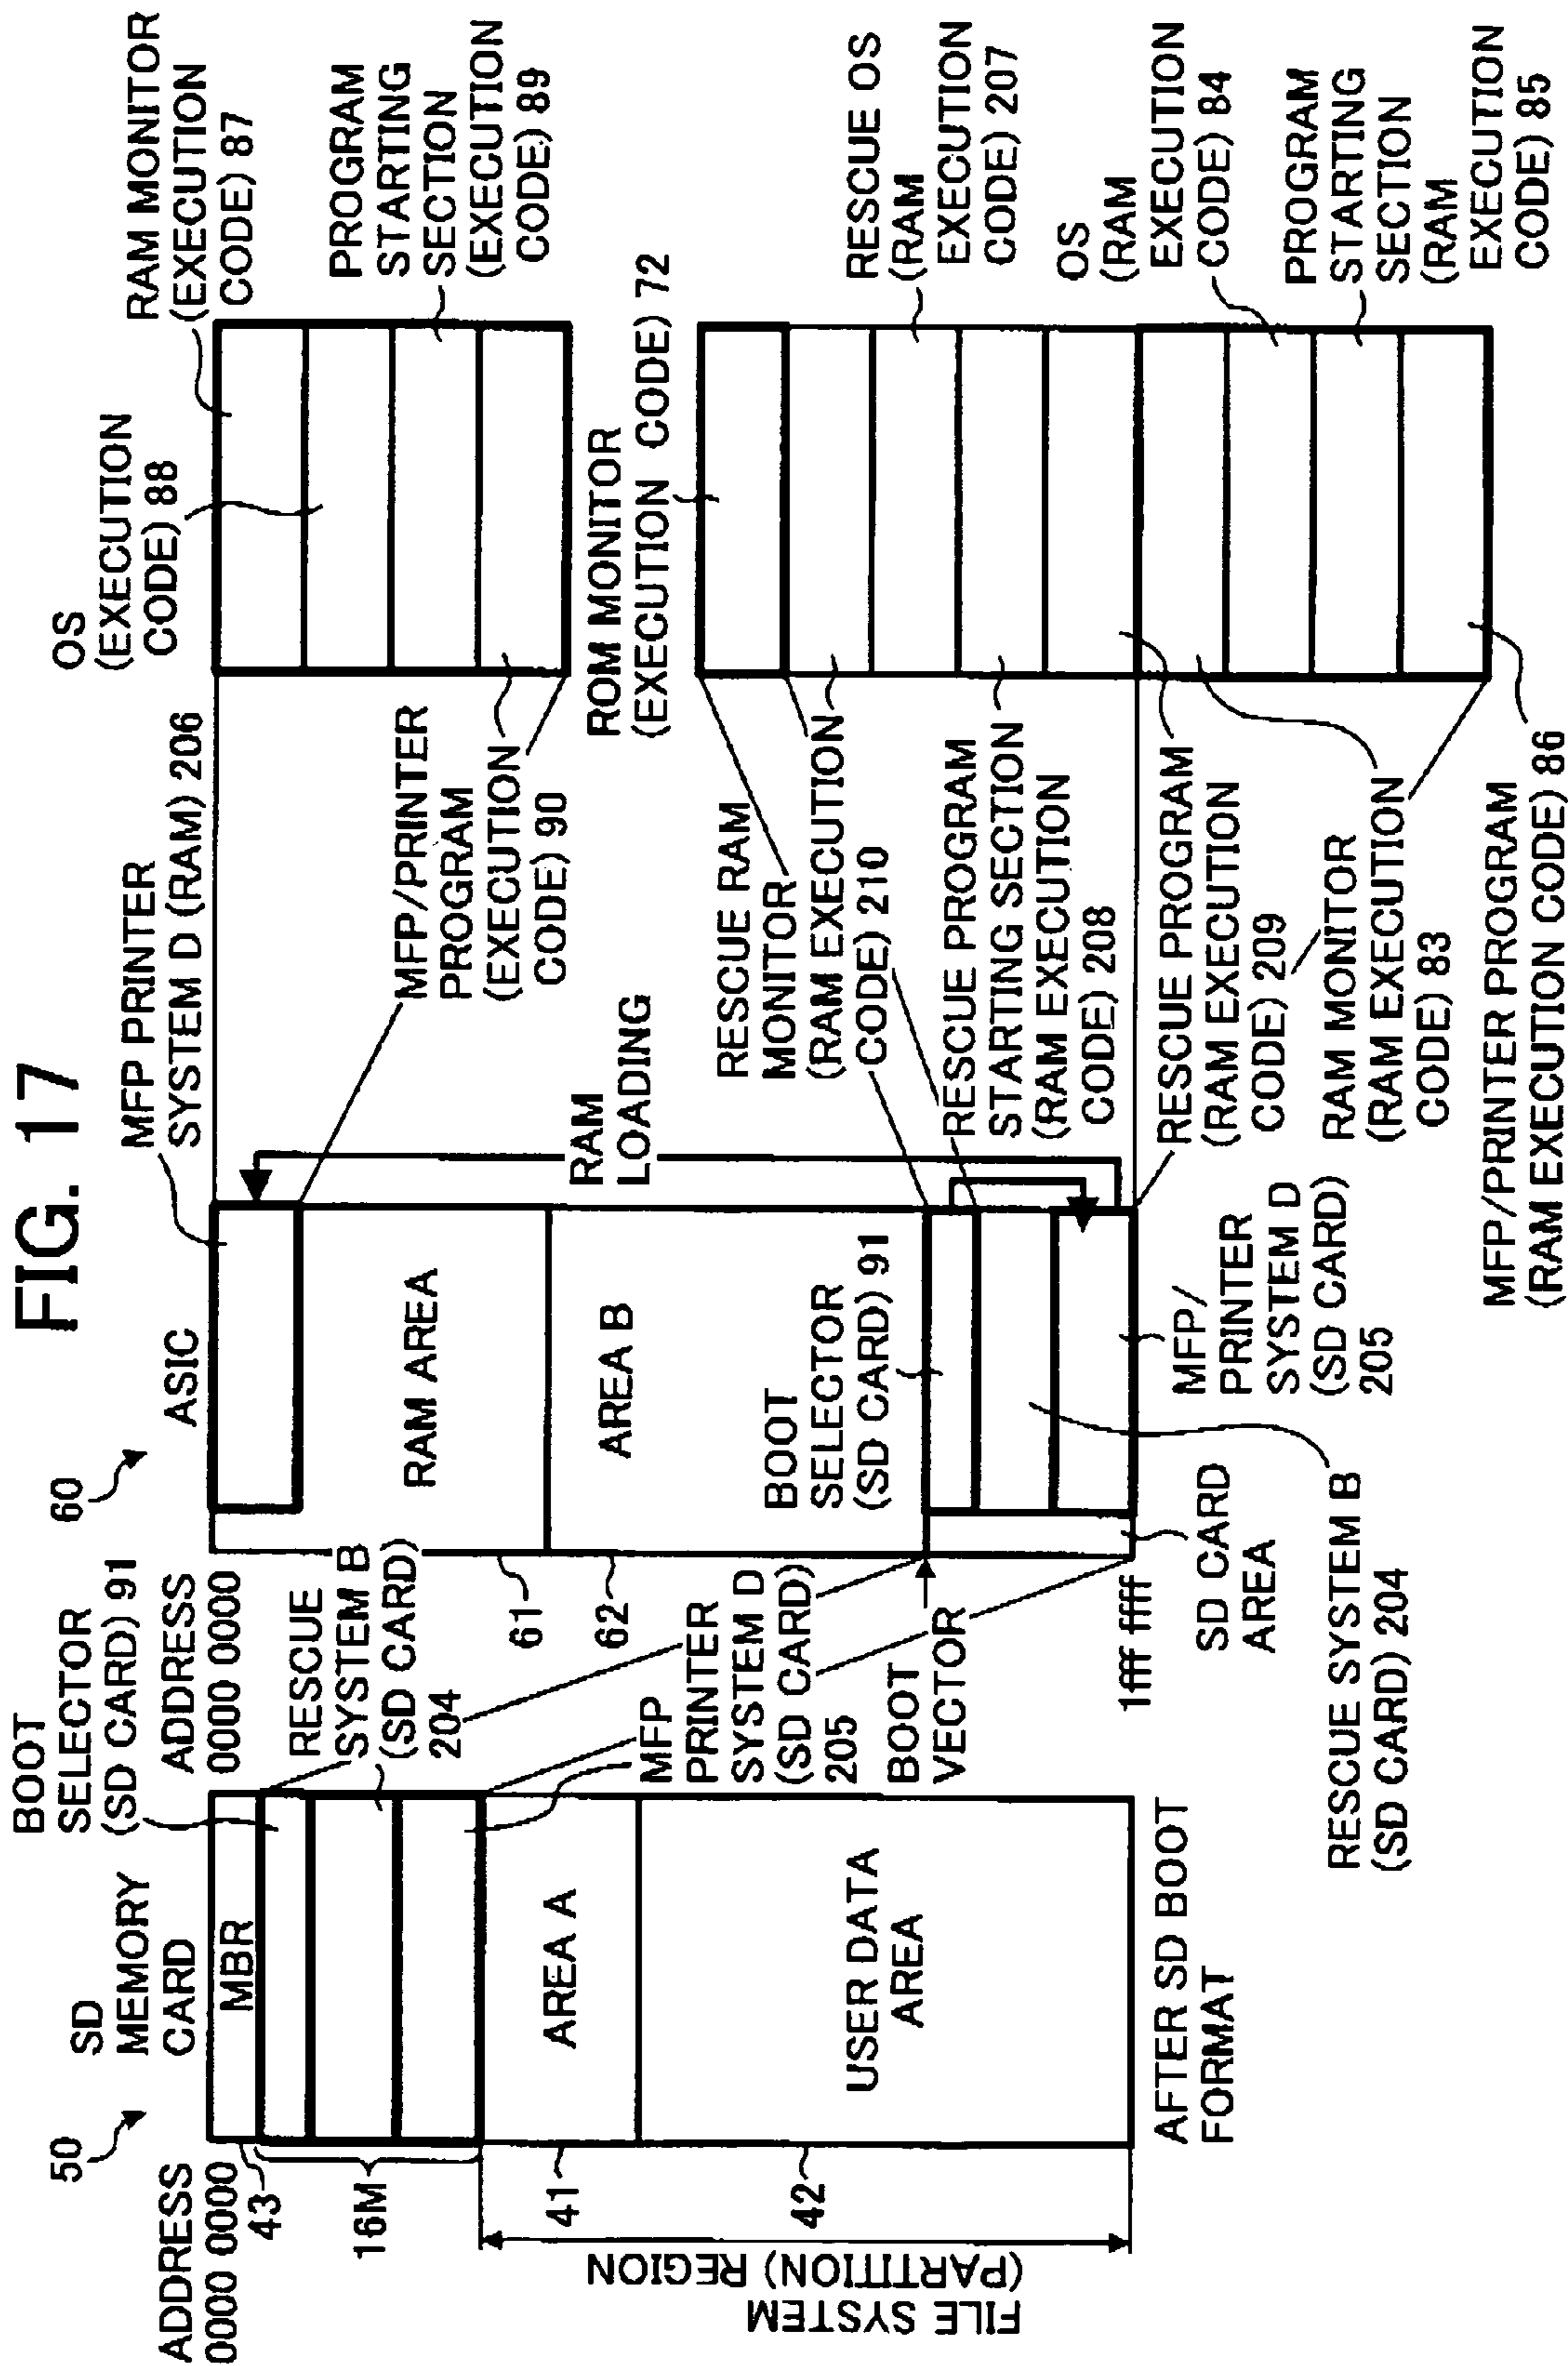 FIG. 17
50
SD
MEMORY
CARD
ADDRESS
0000 0000
43
16M
41
42
FILE SYSTEM
(PARTITION) REGION
MBR
AREA A
USER DATA
AREA
AFTER SD BOOT
FORMAT
BOOT
SELECTOR
(SD CARD) 91
RESCUE
SYSTEM B
(SD CARD)
204
MFP
PRINTER
SYSTEM D
(SD CARD)
205
BOOT
VECTOR
60
ASIC
ADDRESS
0000 0000
61
62
1fff ffff
RAM AREA
AREA B
BOOT
SELECTOR
(SD CARD) 91
SD CARD
AREA
RESCUE SYSTEM B
(SD CARD) 204
MFP/
PRINTER
SYSTEM D
(SD CARD)
205
MFP PRINTER
SYSTEM D (RAM) 206
RAM
LOADING
OS
(EXECUTION
CODE) 88
RAM MONITOR
(EXECUTION
CODE) 87
PROGRAM
STARTING
SECTION
(EXECUTION
CODE) 89
MFP/PRINTER
PROGRAM
(EXECUTION
CODE) 90
ROM MONITOR
(EXECUTION CODE) 72
RESCUE RAM
MONITOR
(RAM EXECUTION
CODE) 210
RESCUE OS
(RAM
EXECUTION
CODE) 207
RESCUE PROGRAM
STARTING SECTION
(RAM EXECUTION
CODE) 208
RESCUE PROGRAM
(RAM EXECUTION
CODE) 209
RAM MONITOR
(RAM EXECUTION
CODE) 83
OS
(RAM
EXECUTION
CODE) 84
PROGRAM
STARTING
SECTION
(RAM
EXECUTION
CODE) 85
MFP/PRINTER PROGRAM
(RAM EXECUTION CODE) 86